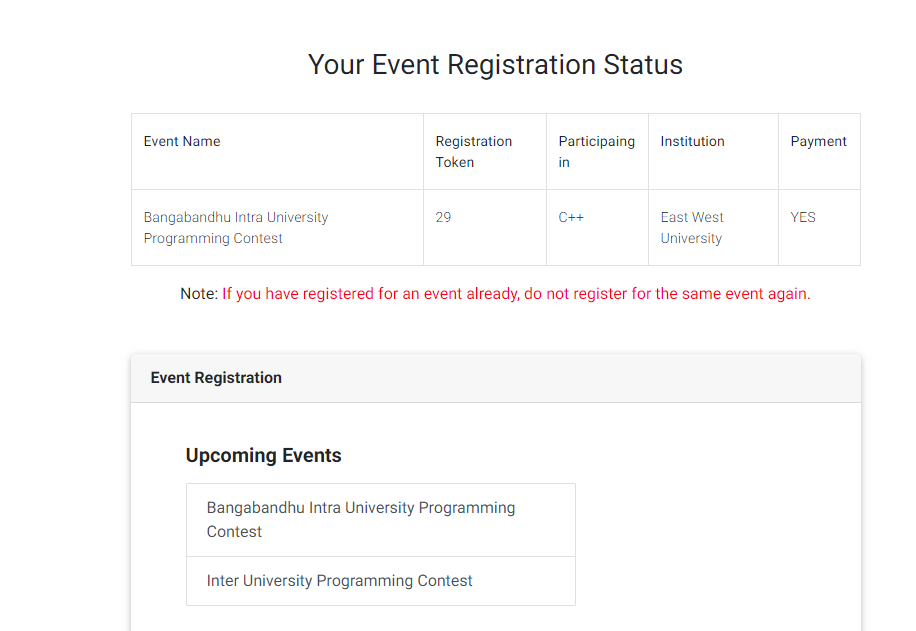 Your Event Registration Status
Event Name
Registration
Token
Participaing
in
Institution
Payment
Bangabandhu Intra University
Programming Contest
29
C++
East West
University
YES
Note: If you have registered for an event already, do not register for the same event again.
Event Registration
Upcoming Events
Bangabandhu Intra University Programming
Contest
Inter University Programming Contest